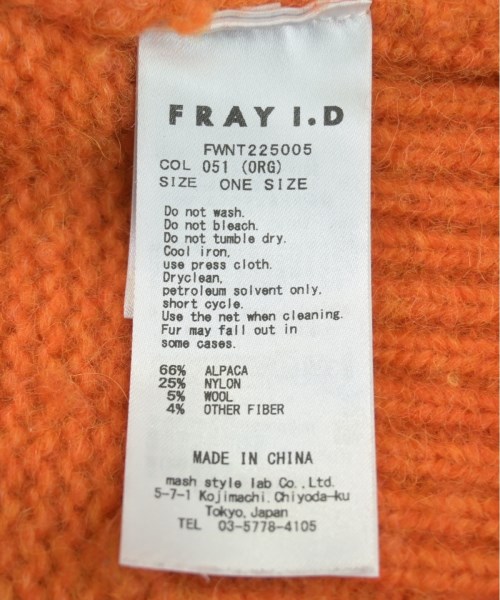 FRAY I.D
FWNT225005
COL 051 (ORG)
SIZE ONE SIZE
Do not wash.
Do not bleach.
Do not tumble dry.
Cool iron,
use press cloth.
Dryclean,
petroleum solvent only.
short cycle.
Use the net when cleaning.
Fur may fall out in
some cases.
66% ALPACA
25% NYLON
5% WOOL
4% OTHER FIBER
MADE IN CHINA
mash style lab Co.,Ltd.
5-7-1 Kojimachi, Chiyoda-ku
Tokyo, Japan
TEL 03-5778-4105